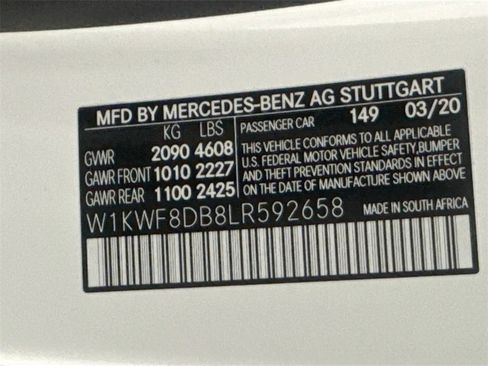 MFD BY MERCEDES-BENZ AG STUTTGART
KG LBS PASSENGER CAR 149 03/20
GVWR 2090 4608
GAWR FRONT 1010 2227
GAWR REAR 1100 2425
THIS VEHICLE CONFORMS TO ALL APPLICABLE
U.S. FEDERAL MOTOR VEHICLE SAFETY, BUMPER
AND THEFT PREVENTION STANDARDS IN EFFECT
ON THE DATE OF MANUFACTURE SHOWN ABOVE.
W1KWF8DB8LR592658 MADE IN SOUTH AFRICA